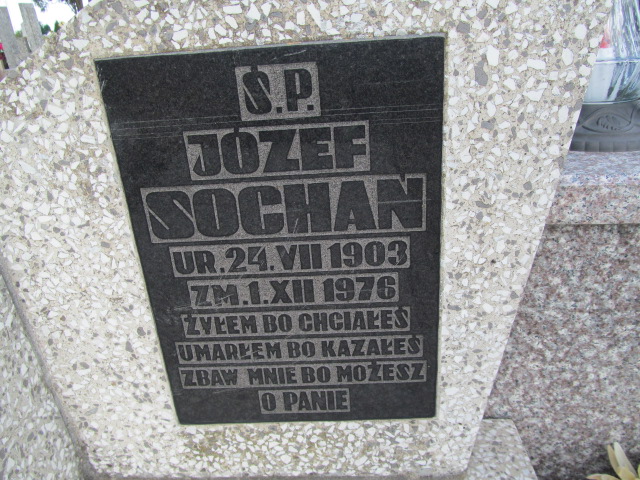 Ś.P.
JÓZEF
SOCHAŃ
UR. 24. VII 1903
ZM. 1. XII 1976
ŻYŁEM BO CHCIAŁEŚ
UMARŁEM BO KAZAŁEŚ
ZBAW MNIE BO MOŻESZ
O PANIE